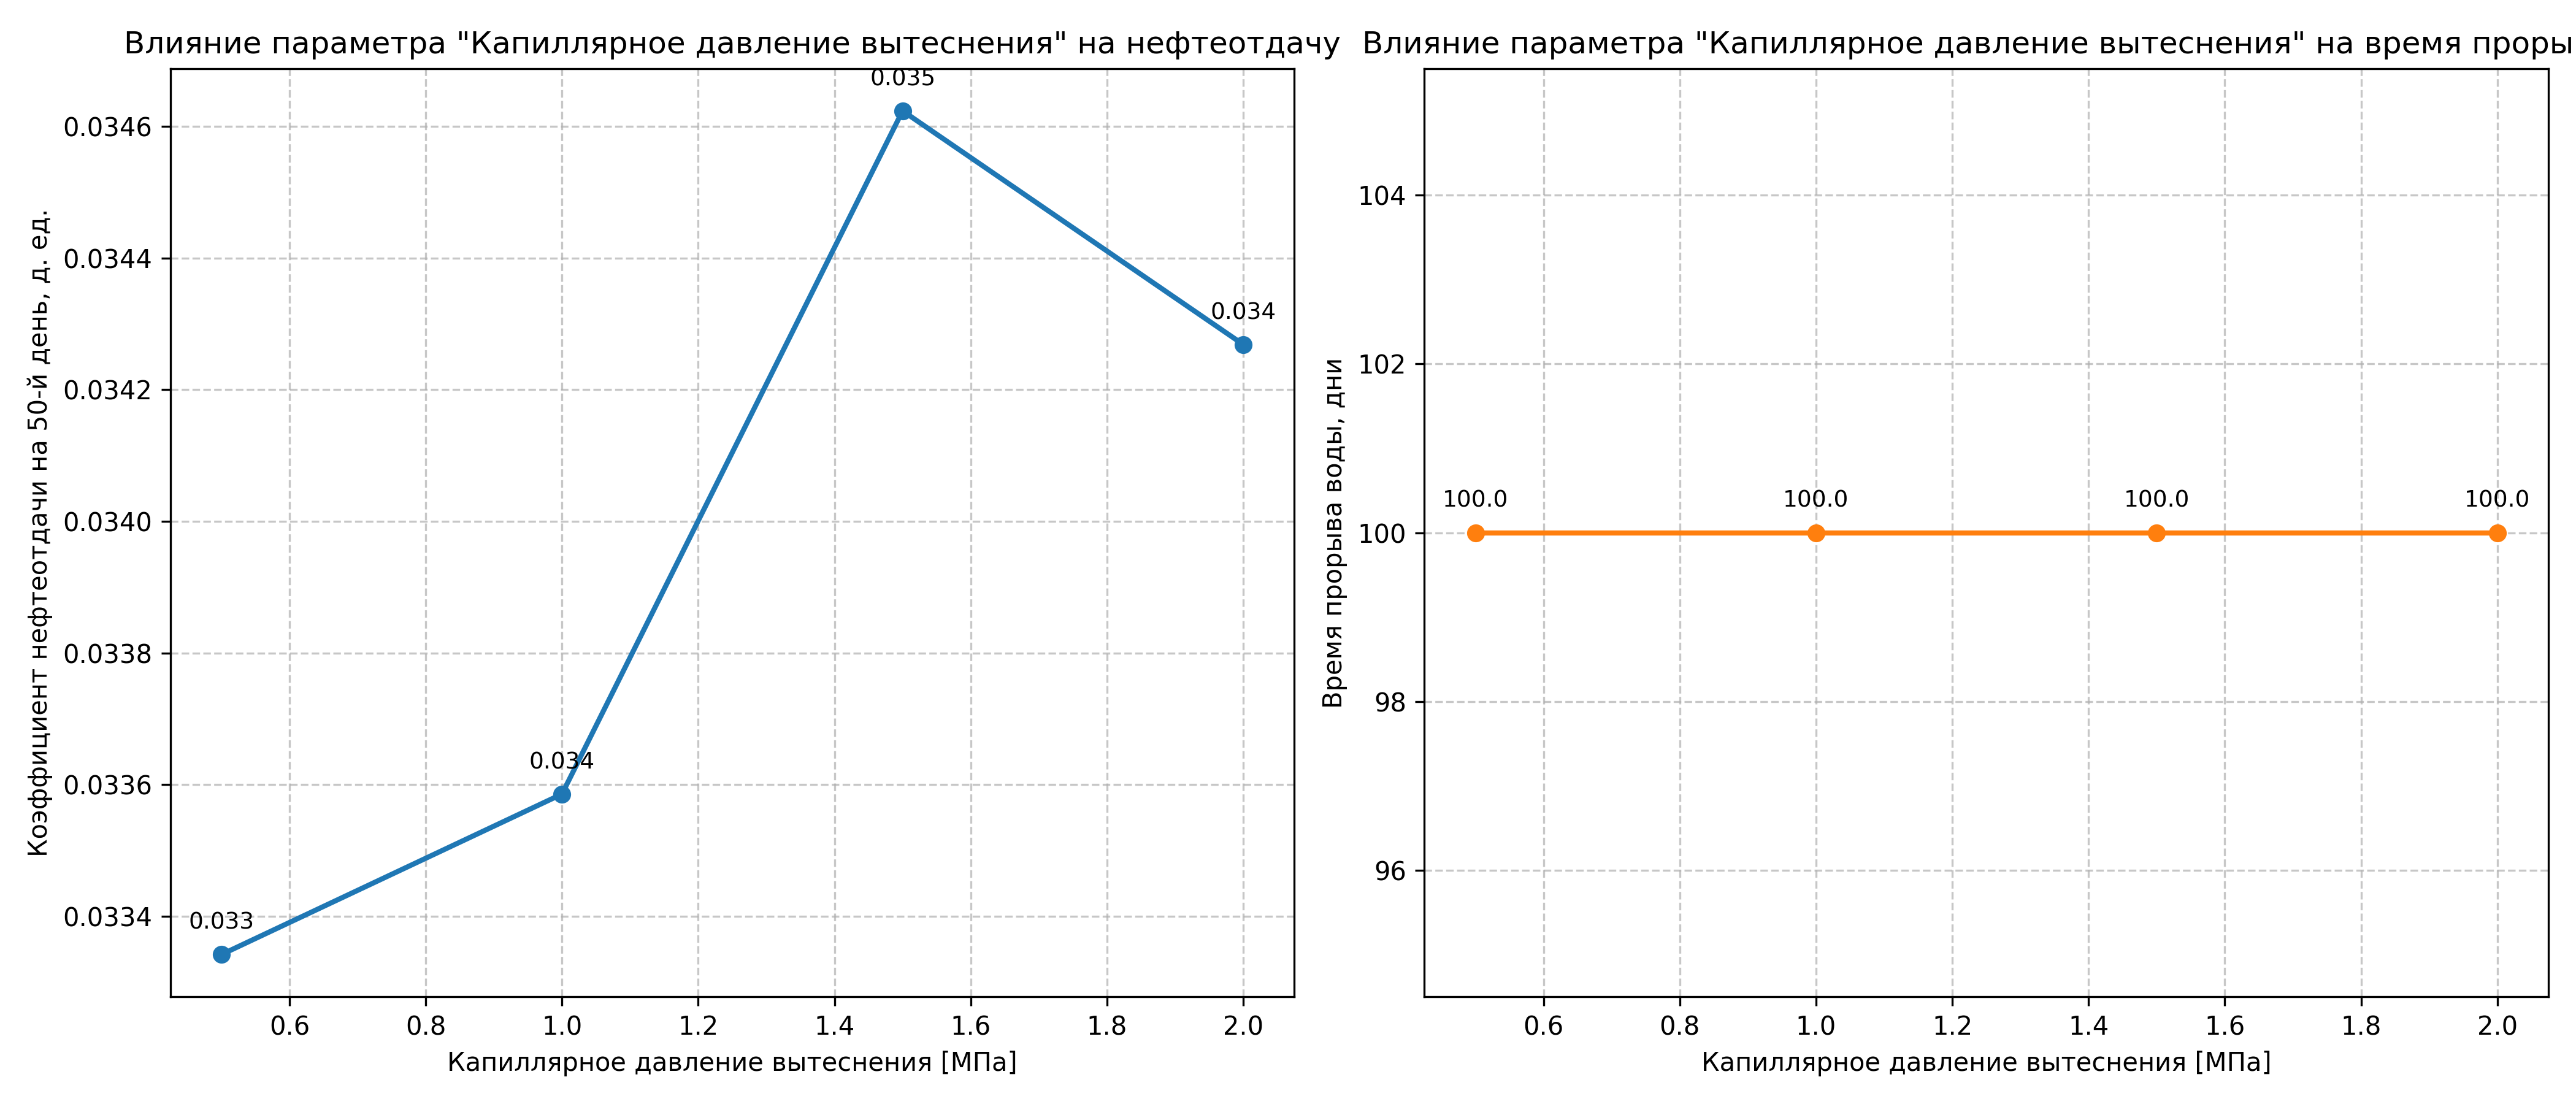 Влияние параметра "Капиллярное давление вытеснения" на нефтеотдачу
Коэффициент нефтеотдачи на 50-й день, д. ед.
0.0346
0.0344
0.0342
0.0340
0.0338
0.0336
0.0334
0.033
0.034
0.035
0.034
0.6 0.8 1.0 1.2 1.4 1.6 1.8 2.0
Капиллярное давление вытеснения [МПа]
Влияние параметра "Капиллярное давление вытеснения" на время проры
Время прорыва воды, дни
104
102
100
98
96
100.0 100.0 100.0 100.0
0.6 0.8 1.0 1.2 1.4 1.6 1.8 2.0
Капиллярное давление вытеснения [МПа]